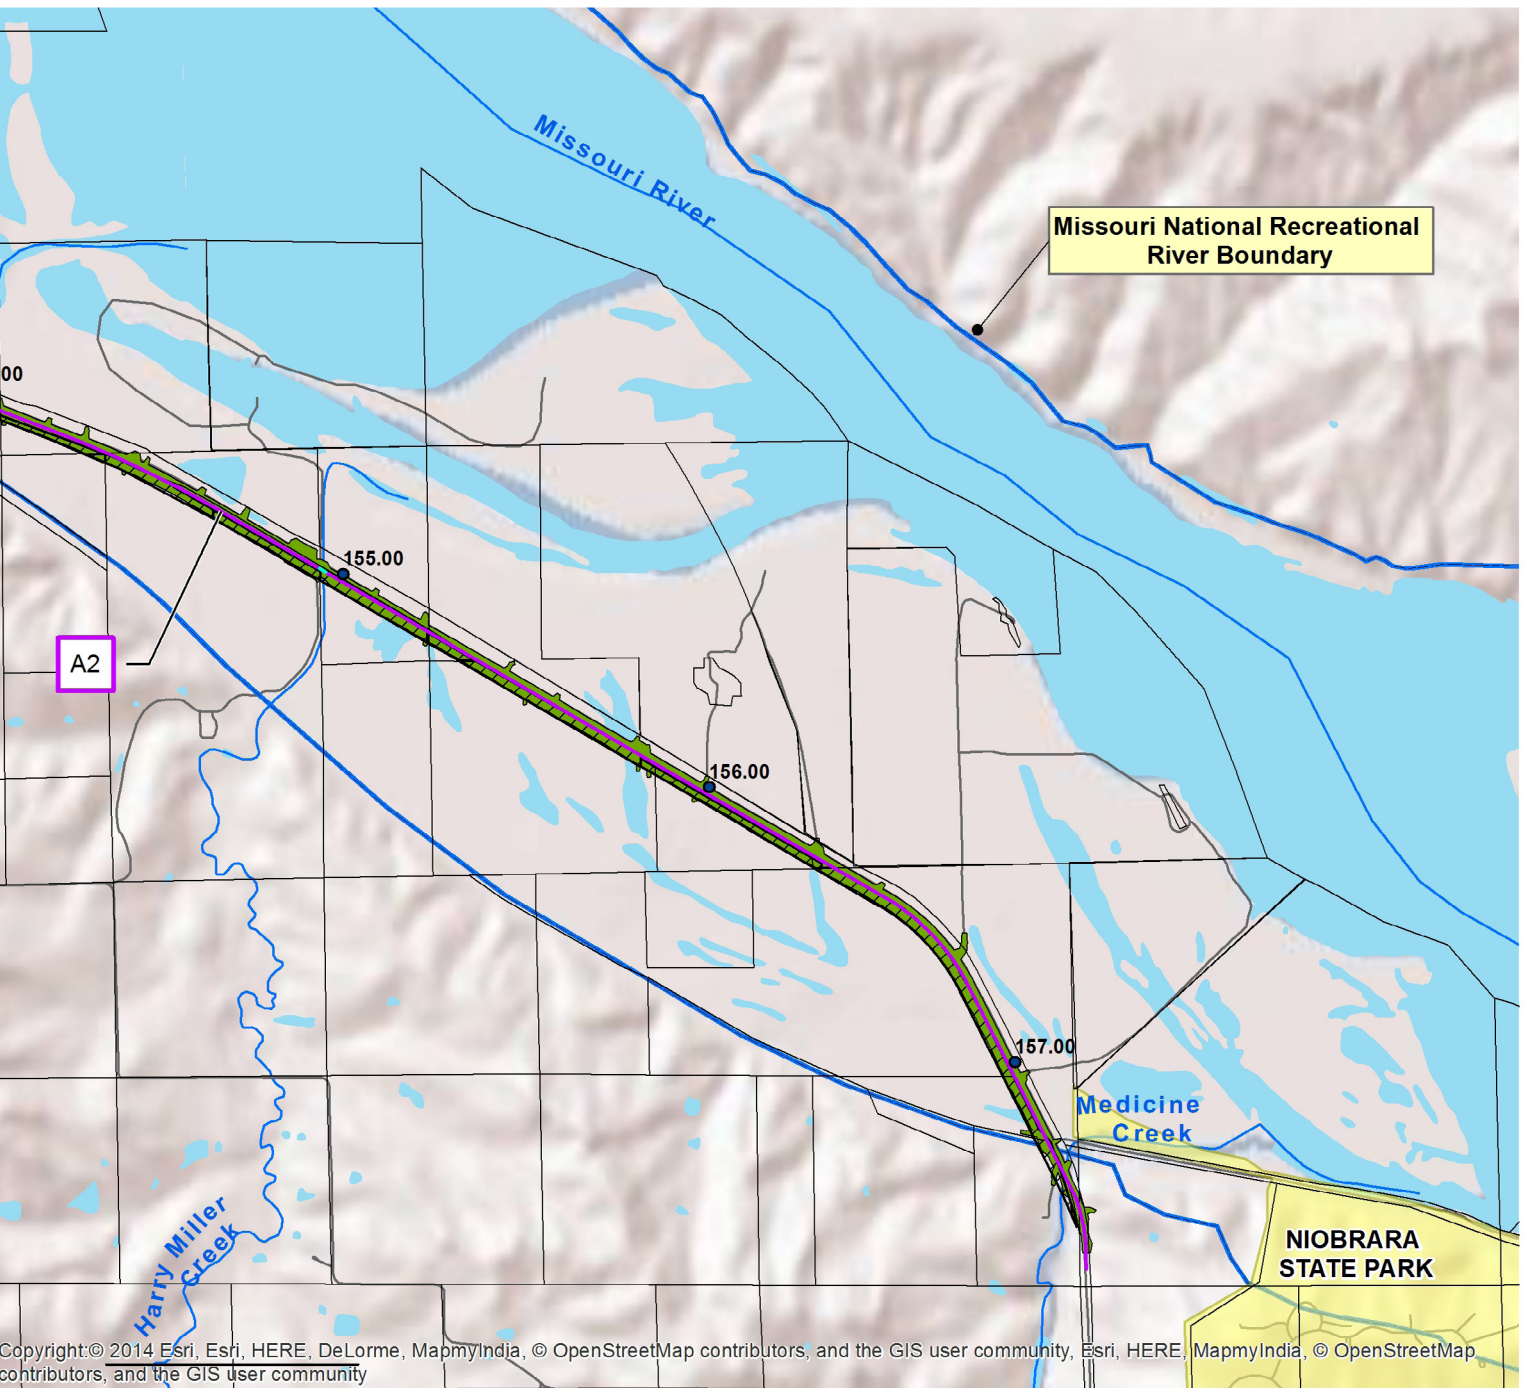 Missouri River
Missouri National Recreational
River Boundary
00
155.00
A2
156.00
157.00
Medicine
Creek
Harry Miller
Creek
NIOBRARA
STATE PARK
Copyright:© 2014 Esri, Esri, HERE, DeLorme, MapmyIndia, © OpenStreetMap contributors, and the GIS user community, Esri, HERE, MapmyIndia, © OpenStreetMap
contributors, and the GIS user community